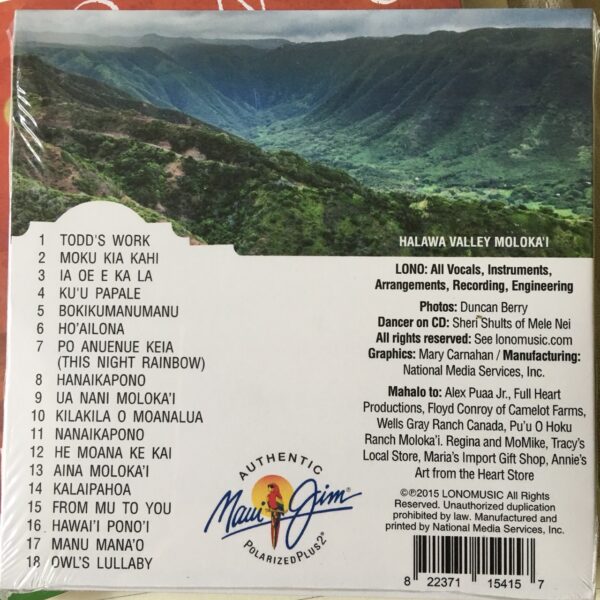 HALAWA VALLEY MOLOKA'I
1 TODD'S WORK
2 MOKU KIA KAHI
3 IA OE E KA LA
4 KU'U PAPALE
5 BOKIKUMANUMANU
6 HO'AILONA
7 PO ANUENUE KEIA
(THIS NIGHT RAINBOW)
8 HANAIKAPONO
9 UA NANI MOLOKA'I
10 KILAKILA O MOANALUA
11 NANAIKAPONO
12 HE MOANA KE KAI
13 AINA MOLOKA'I
14 KALAIPAHOA
15 FROM MU TO YOU
16 HAWAI'I PONO'I
17 MANU MANA'O
18 OWL'S LULLABY
LONO: All Vocals, Instruments,
Arrangements, Recording, Engineering
Photos: Duncan Berry
Dancer on CD: Sheri Shults of Mele Nei
All rights reserved: See lonomusic.com
Graphics: Mary Carnahan / Manufacturing:
National Media Services, Inc.
Mahalo to: Alex Puaa Jr., Full Heart
Productions, Floyd Conroy of Camelot Farms,
Wells Gray Ranch Canada, Pu'u O Hoku
Ranch Moloka'i. Regina and MoMike, Tracy's
Local Store, Maria's Import Gift Shop, Annie's
Art from the Heart Store
AUTHENTIC
Maui Jim®
POLARIZEDPLUS2®
©℗2015 LONOMUSIC All Rights
Reserved. Unauthorized duplication
prohibited by law. Manufactured and
printed by National Media Services, Inc.
8 22371 15415 7